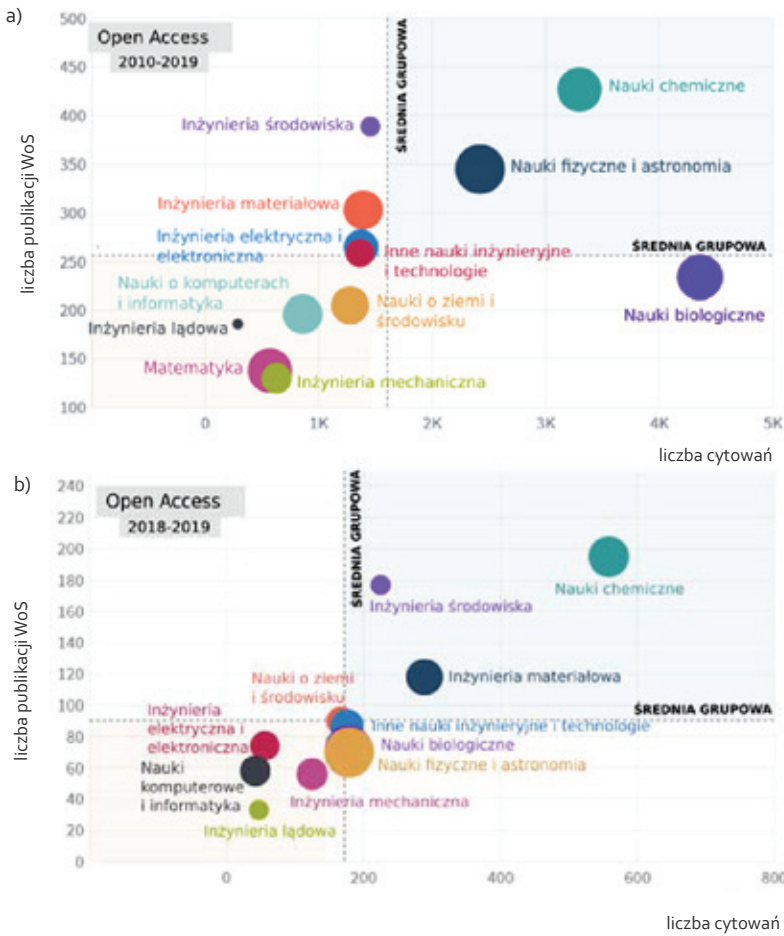 a)
Open Access
2010-2019
500
450
400
350
300
250
200
150
100
liczba publikacji WoS
ŚREDNIA GRUPOWA
Nauki chemiczne
Inżynieria środowiska
Nauki fizyczne i astronomia
Inżynieria materiałowa
Inżynieria elektryczna i
elektroniczna
ŚREDNIA GRUPOWA
Inne nauki inżynieryjne
i technologie
Nauki o komputerach
i informatyka
Nauki o ziemi i
środowisku
Nauki biologiczne
Inżynieria lądowa
Matematyka
Inżynieria mechaniczna
0
1K
2K
3K
4K
5K
liczba cytowań
b)
Open Access
2018-2019
240
220
200
180
160
140
120
100
80
60
40
20
0
liczba publikacji WoS
ŚREDNIA GRUPOWA
Nauki chemiczne
Inżynieria środowiska
Inżynieria materiałowa
Nauki o ziemi
i środowisku
ŚREDNIA GRUPOWA
Inżynieria
elektryczna i
elektroniczna
Inne nauki inżynieryjne i technologie
Nauki biologiczne
Nauki fizyczne i astronomia
Nauki
komputerowe
i informatyka
Inżynieria mechaniczna
Inżynieria lądowa
0
200
400
600
800
liczba cytowań